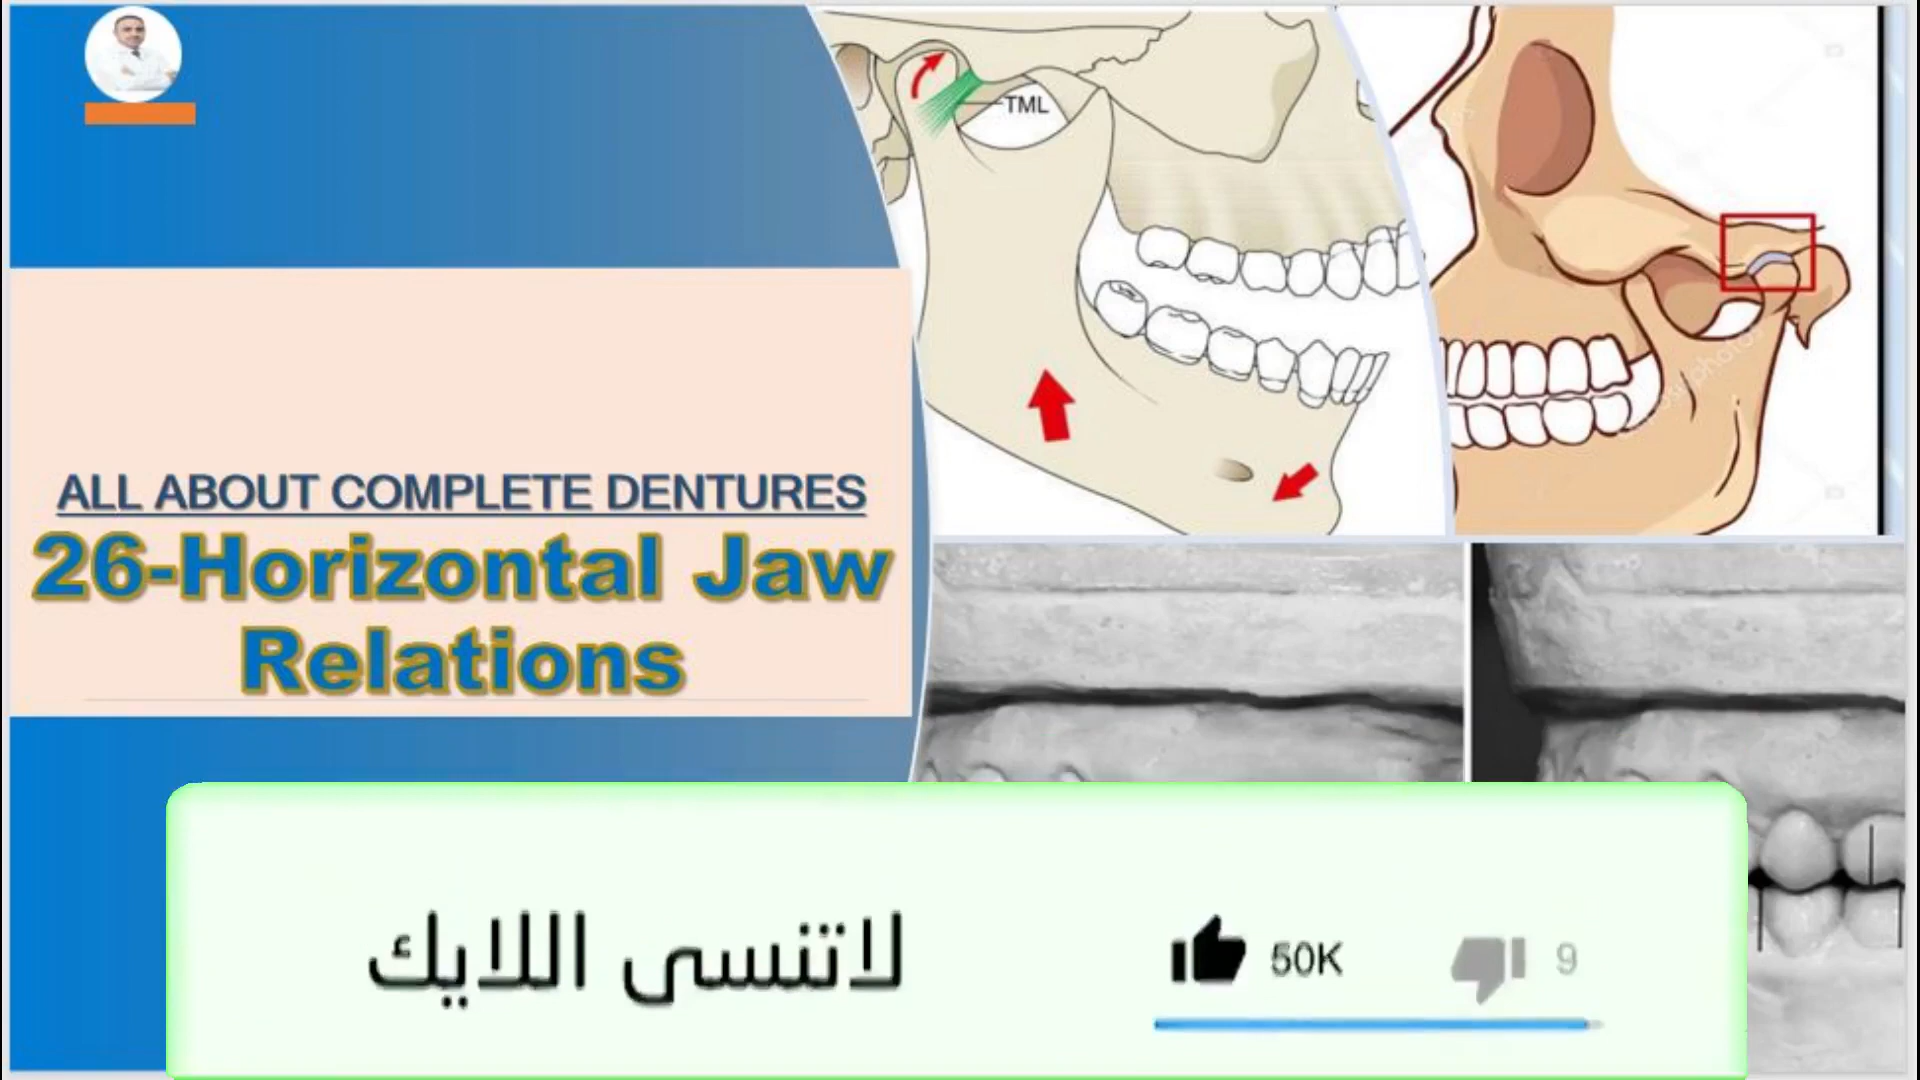 TML
ALL ABOUT COMPLETE DENTURES
26-Horizontal Jaw
Relations
لاتنسى اللايك
50K
9